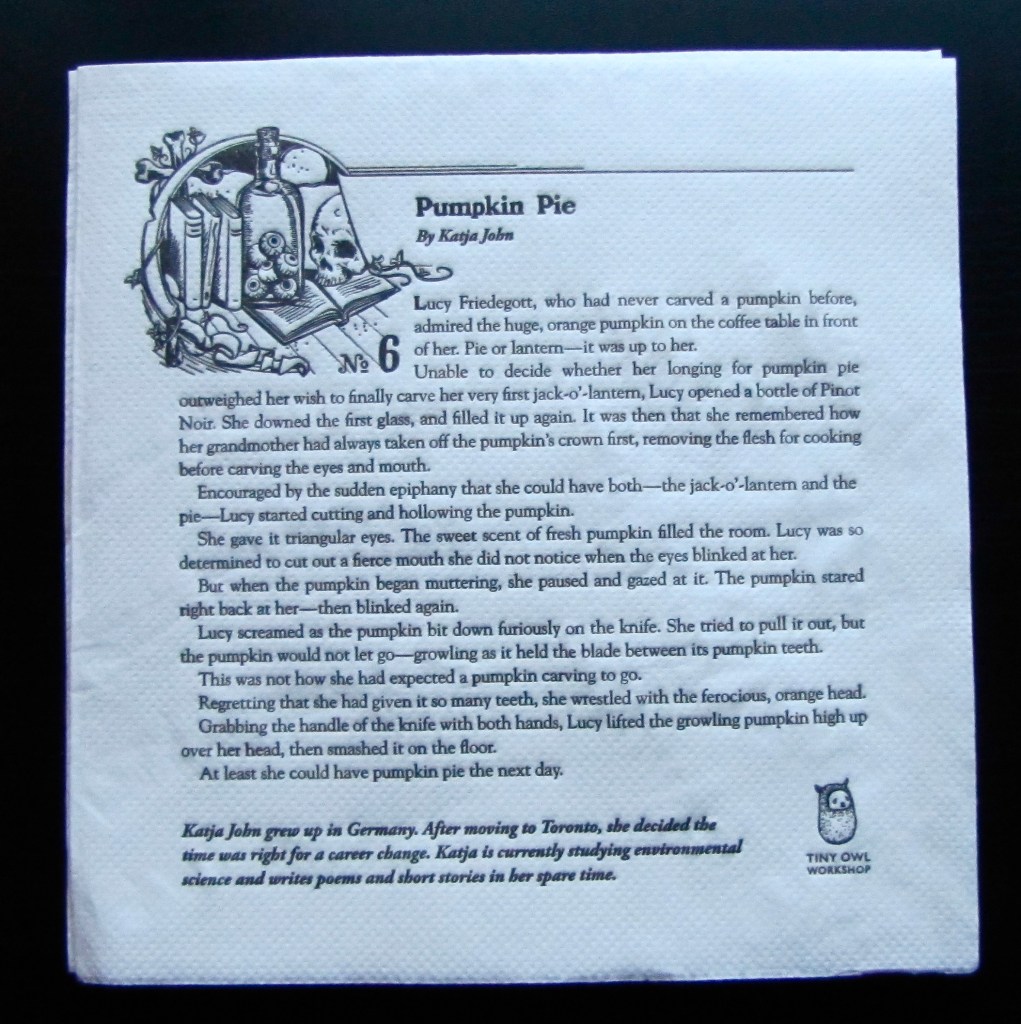 Pumpkin Pie
By Katja John
Nº 6
Lucy Friedegott, who had never carved a pumpkin before,
admired the huge, orange pumpkin on the coffee table in front
of her. Pie or lantern—it was up to her.
Unable to decide whether her longing for pumpkin pie
outweighed her wish to finally carve her very first jack-o’-lantern, Lucy opened a bottle of Pinot
Noir. She downed the first glass, and filled it up again. It was then that she remembered how
her grandmother had always taken off the pumpkin’s crown first, removing the flesh for cooking
before carving the eyes and mouth.
Encouraged by the sudden epiphany that she could have both—the jack-o’-lantern and the
pie—Lucy started cutting and hollowing the pumpkin.
She gave it triangular eyes. The sweet scent of fresh pumpkin filled the room. Lucy was so
determined to cut out a fierce mouth she did not notice when the eyes blinked at her.
But when the pumpkin began muttering, she paused and gazed at it. The pumpkin stared
right back at her—then blinked again.
Lucy screamed as the pumpkin bit down furiously on the knife. She tried to pull it out, but
the pumpkin would not let go—growling as it held the blade between its pumpkin teeth.
This was not how she had expected a pumpkin carving to go.
Regretting that she had given it so many teeth, she wrestled with the ferocious, orange head.
Grabbing the handle of the knife with both hands, Lucy lifted the growling pumpkin high up
over her head, then smashed it on the floor.
At least she could have pumpkin pie the next day.
Katja John grew up in Germany. After moving to Toronto, she decided the
time was right for a career change. Katja is currently studying environmental
science and writes poems and short stories in her spare time.
TINY OWL
WORKSHOP